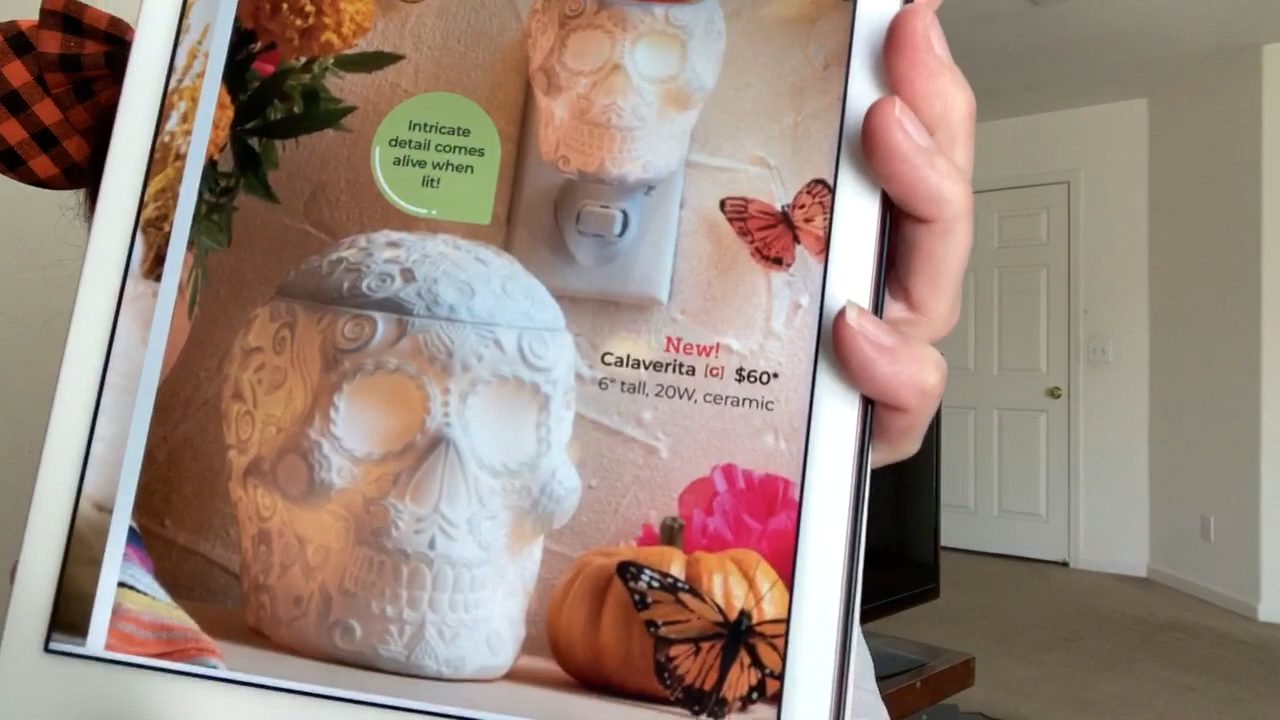 Intricate
detail comes
alive when
lit!
New!
Calaverita [G] $60*
6" tall, 20W, ceramic